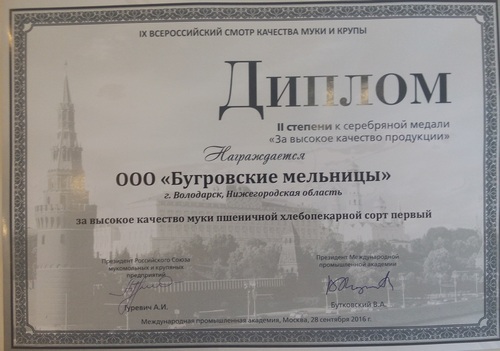 IX ВСЕРОССИЙСКИЙ СМОТР КАЧЕСТВА МУКИ И КРУПЫ
ДИПЛОМ
II степени к серебряной медали
«За высокое качество продукции»
Награждается
ООО «Бугровские мельницы»
г. Володарск, Нижегородская область
за высокое качество муки пшеничной хлебопекарной сорт первый
Президент Российского Союза
мукомольных и крупяных
предприятий
Гуревич А.И.
Президент Международной
промышленной академии
Бутковский В.А.
Международная промышленная академия, Москва, 28 сентября 2016 г.